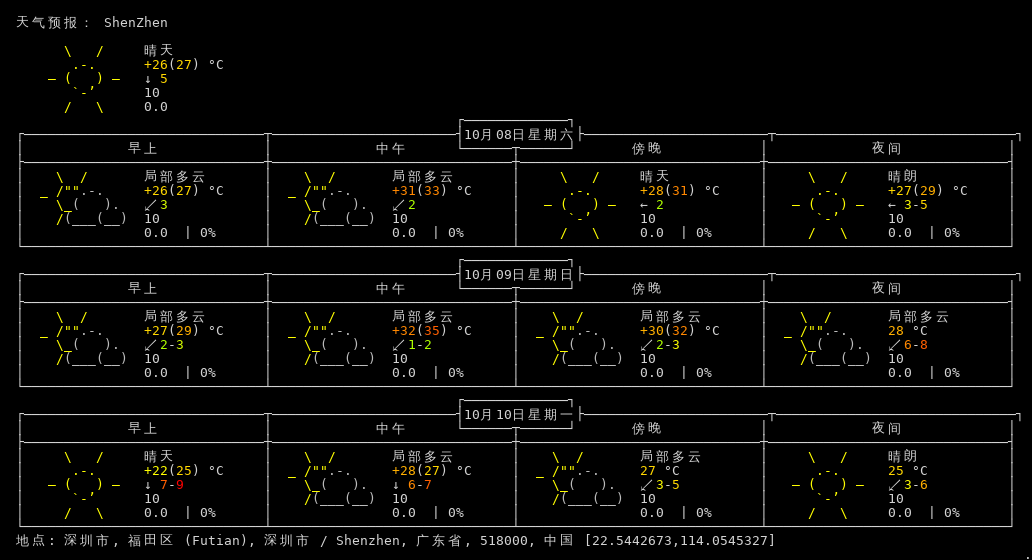 天气预报： ShenZhen
晴天
+26(27) °C
↓ 5
10
0.0
10月08日星期六
早上 中午 傍晚 夜间
局部多云 局部多云 晴天 晴朗
+26(27) °C +31(33) °C +28(31) °C +27(29) °C
↙ 3 ↙ 2 ← 2 ← 3-5
10 10 10 10
0.0 | 0% 0.0 | 0% 0.0 | 0% 0.0 | 0%
10月09日星期日
早上 中午 傍晚 夜间
局部多云 局部多云 局部多云 局部多云
+27(29) °C +32(35) °C +30(32) °C 28 °C
↙ 2-3 ↙ 1-2 ↙ 2-3 ↙ 6-8
10 10 10 10
0.0 | 0% 0.0 | 0% 0.0 | 0% 0.0 | 0%
10月10日星期一
早上 中午 傍晚 夜间
晴天 局部多云 局部多云 晴朗
+22(25) °C +28(27) °C 27 °C 25 °C
↓ 7-9 ↓ 6-7 ↙ 3-5 ↙ 3-6
10 10 10 10
0.0 | 0% 0.0 | 0% 0.0 | 0% 0.0 | 0%
地点: 深圳市, 福田区 (Futian), 深圳市 / Shenzhen, 广东省, 518000, 中国 [22.5442673,114.0545327]